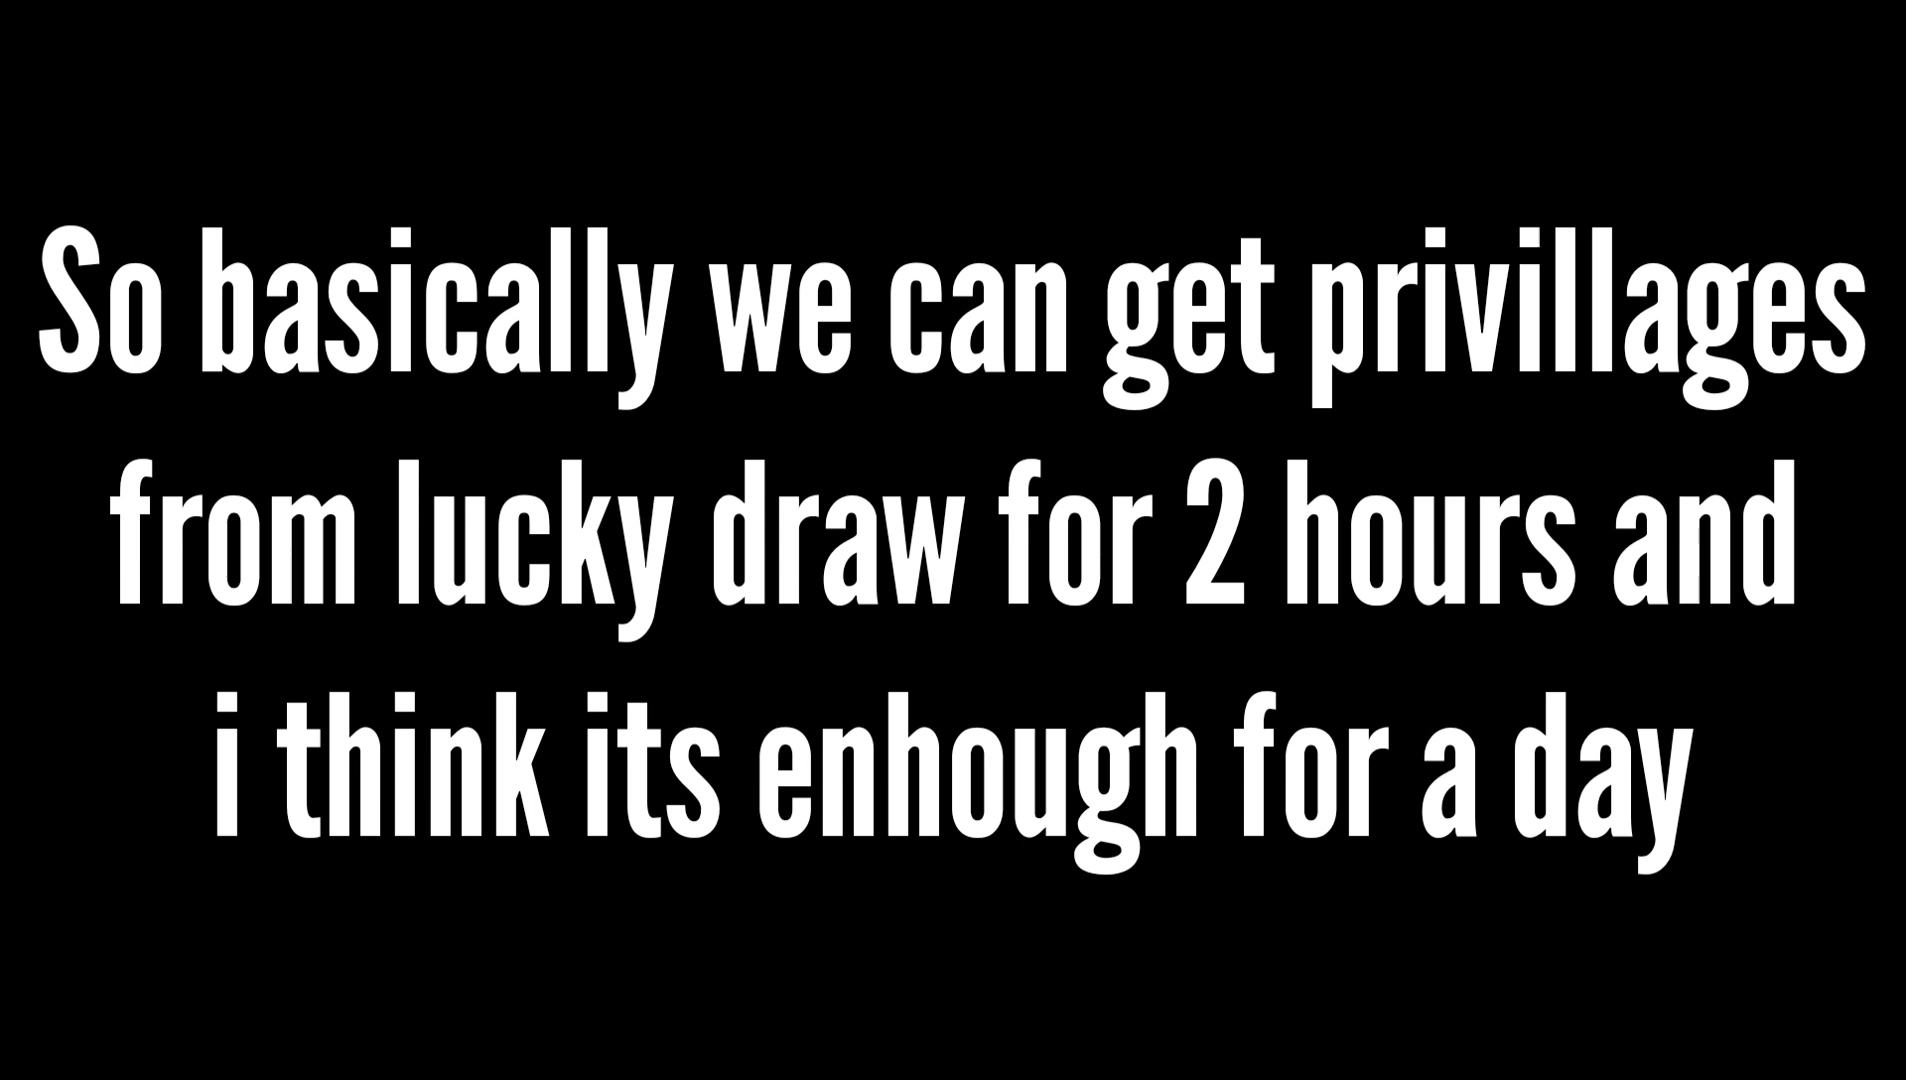 So basically we can get privillages
from lucky draw for 2 hours and
i think its enhough for a day